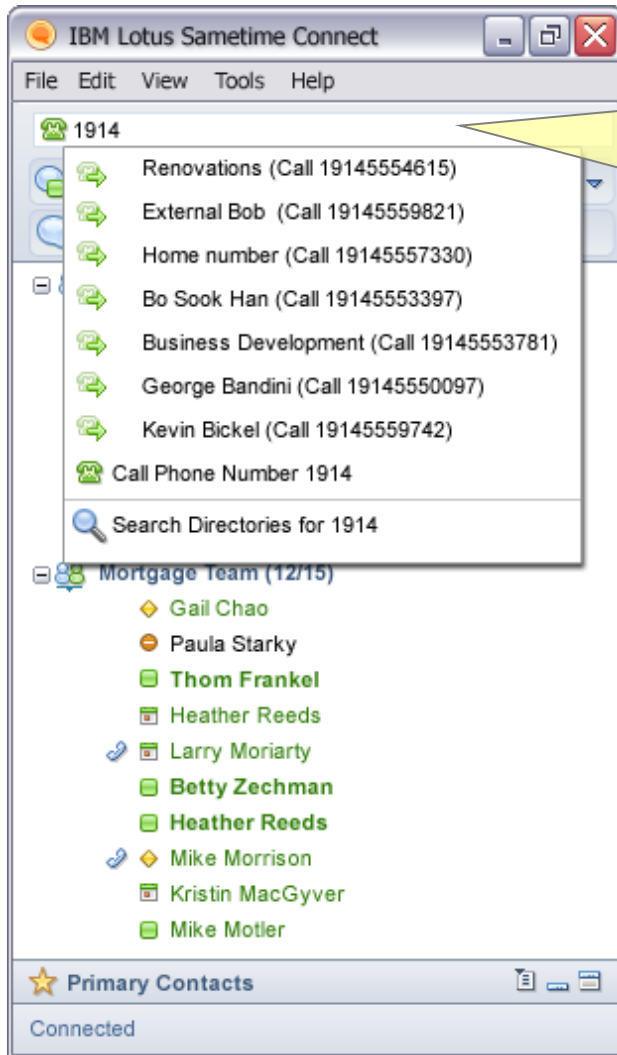 IBM Lotus Sametime Connect
File Edit View Tools Help
1914
Renovations (Call 19145554615)
External Bob (Call 19145559821)
Home number (Call 19145557330)
Bo Sook Han (Call 19145553397)
Business Development (Call 19145553781)
George Bandini (Call 19145550097)
Kevin Bickel (Call 19145559742)
Call Phone Number 1914
Search Directories for 1914
Mortgage Team (12/15)
Gail Chao
Paula Starky
Thom Frankel
Heather Reeds
Larry Moriarty
Betty Zechman
Heather Reeds
Mike Morrison
Kristin MacGyver
Mike Motler
Primary Contacts
Connected